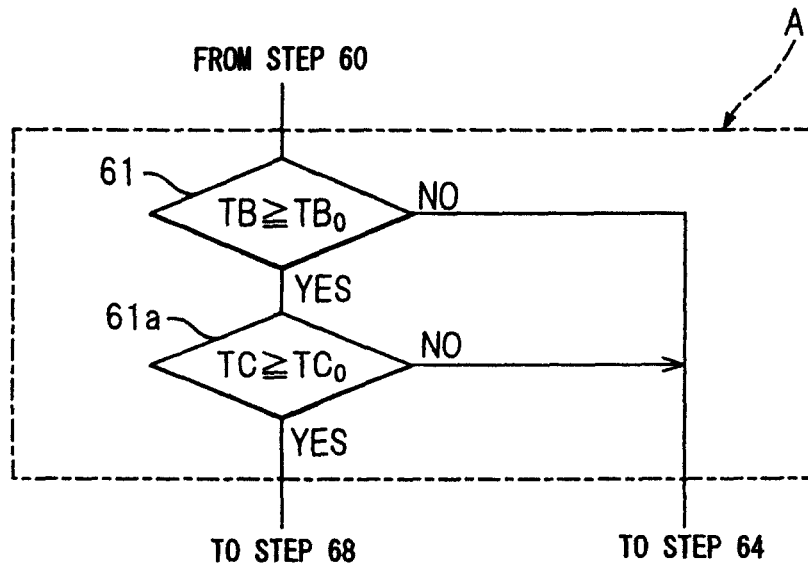 A
FROM STEP 60
61
TB≧TB₀
NO
YES
61a
TC≧TC₀
NO
YES
TO STEP 68
TO STEP 64